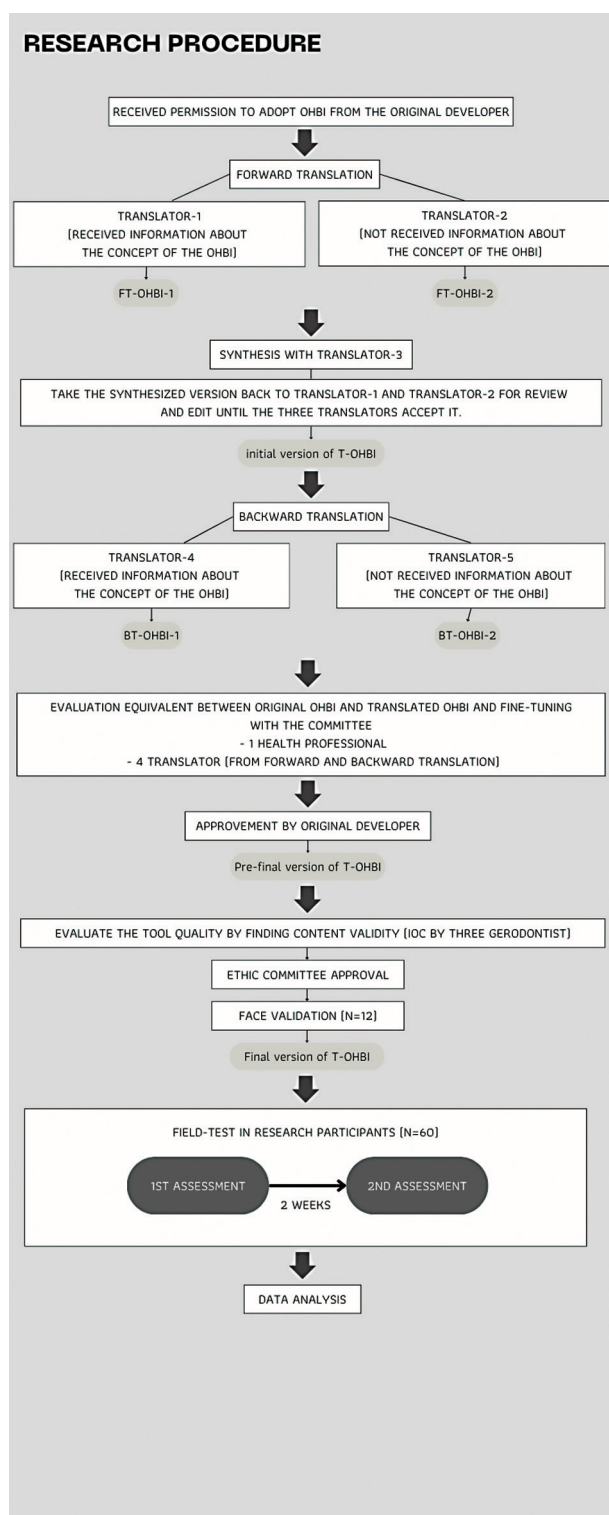 RESEARCH PROCEDURE
RECEIVED PERMISSION TO ADOPT OHBI FROM THE ORIGINAL DEVELOPER
FORWARD TRANSLATION
TRANSLATOR-1
(RECEIVED INFORMATION ABOUT
THE CONCEPT OF THE OHBI)
TRANSLATOR-2
(NOT RECEIVED INFORMATION ABOUT
THE CONCEPT OF THE OHBI)
FT-OHBI-1
FT-OHBI-2
SYNTHESIS WITH TRANSLATOR-3
TAKE THE SYNTHESIZED VERSION BACK TO TRANSLATOR-1 AND TRANSLATOR-2 FOR REVIEW
AND EDIT UNTIL THE THREE TRANSLATORS ACCEPT IT.
initial version of T-OHBI
BACKWARD TRANSLATION
TRANSLATOR-4
(RECEIVED INFORMATION ABOUT
THE CONCEPT OF THE OHBI)
TRANSLATOR-5
(NOT RECEIVED INFORMATION ABOUT
THE CONCEPT OF THE OHBI)
BT-OHBI-1
BT-OHBI-2
EVALUATION EQUIVALENT BETWEEN ORIGINAL OHBI AND TRANSLATED OHBI AND FINE-TUNING
WITH THE COMMITTEE
- 1 HEALTH PROFESSIONAL
- 4 TRANSLATOR (FROM FORWARD AND BACKWARD TRANSLATION)
APPROVEMENT BY ORIGINAL DEVELOPER
Pre-final version of T-OHBI
EVALUATE THE TOOL QUALITY BY FINDING CONTENT VALIDITY (IOC BY THREE GERODONTIST)
ETHIC COMMITTEE APPROVAL
FACE VALIDATION (N=12)
Final version of T-OHBI
FIELD-TEST IN RESEARCH PARTICIPANTS (N=60)
1ST ASSESSMENT
2 WEEKS
2ND ASSESSMENT
DATA ANALYSIS